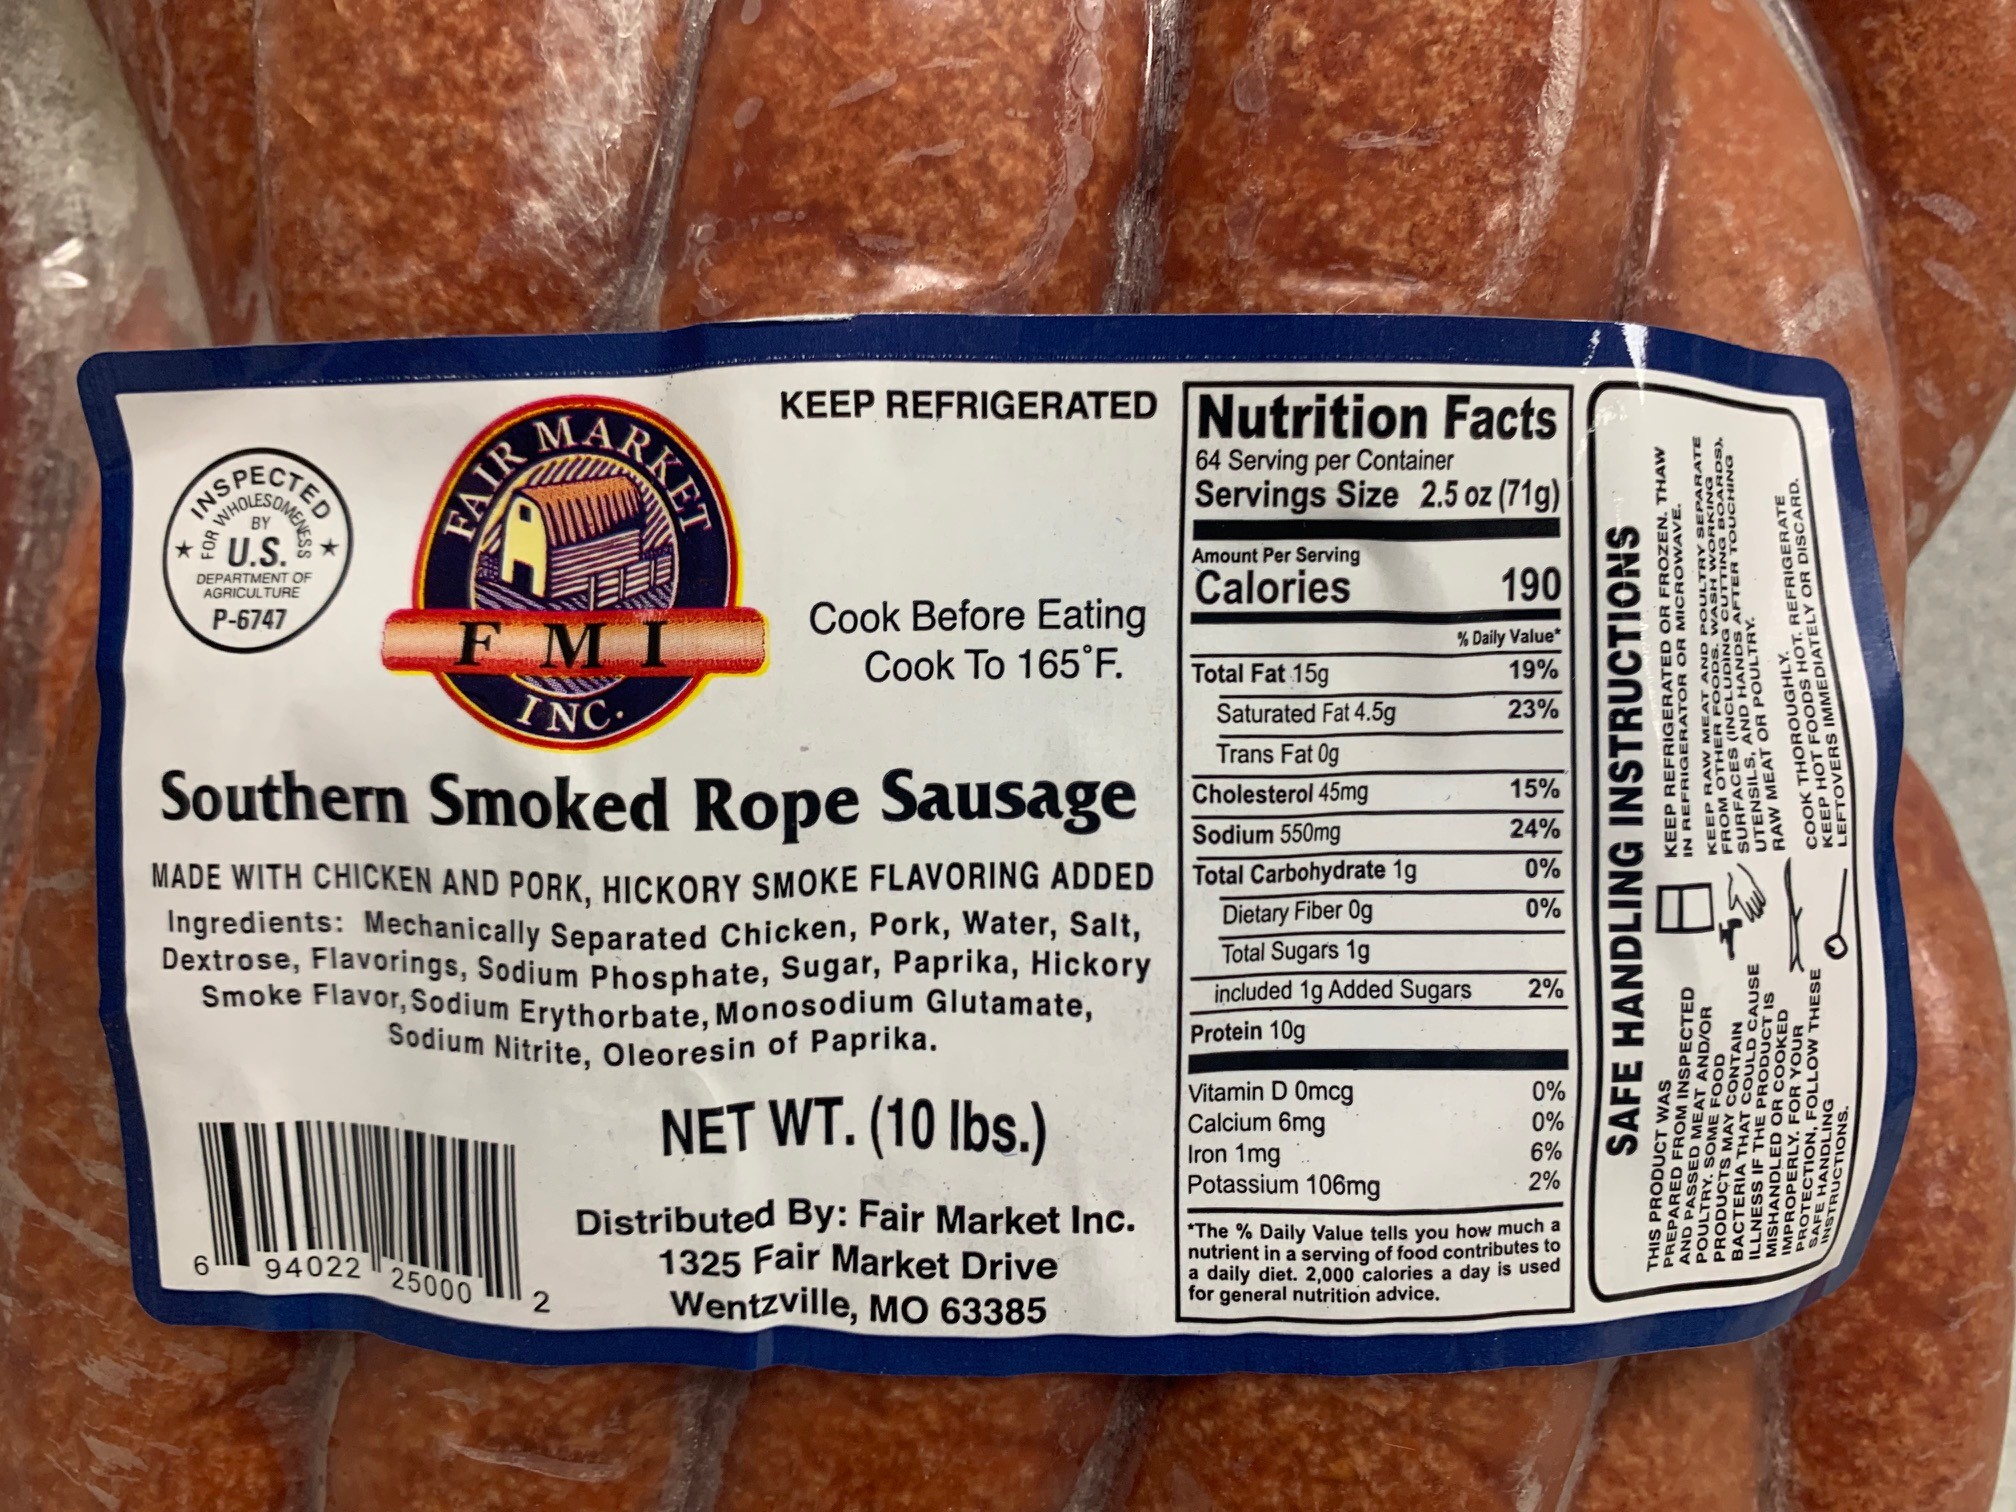 INSPECTED
FOR WHOLESOMENESS
BY
U.S.
DEPARTMENT OF
AGRICULTURE
P-6747
FAIR MARKET
F M I
INC.
KEEP REFRIGERATED
Cook Before Eating
Cook To 165°F.
Southern Smoked Rope Sausage
MADE WITH CHICKEN AND PORK, HICKORY SMOKE FLAVORING ADDED
Ingredients: Mechanically Separated Chicken, Pork, Water, Salt,
Dextrose, Flavorings, Sodium Phosphate, Sugar, Paprika, Hickory
Smoke Flavor, Sodium Erythorbate, Monosodium Glutamate,
Sodium Nitrite, Oleoresin of Paprika.
NET WT. (10 lbs.)
6 94022 25000 2
Distributed By: Fair Market Inc.
1325 Fair Market Drive
Wentzville, MO 63385
Nutrition Facts
64 Serving per Container
Servings Size 2.5 oz (71g)
Amount Per Serving
Calories 190
% Daily Value*
Total Fat 15g 19%
Saturated Fat 4.5g 23%
Trans Fat 0g
Cholesterol 45mg 15%
Sodium 550mg 24%
Total Carbohydrate 1g 0%
Dietary Fiber 0g 0%
Total Sugars 1g
included 1g Added Sugars 2%
Protein 10g
Vitamin D 0mcg 0%
Calcium 6mg 0%
Iron 1mg 6%
Potassium 106mg 2%
*The % Daily Value tells you how much a
nutrient in a serving of food contributes to
a daily diet. 2,000 calories a day is used
for general nutrition advice.
SAFE HANDLING INSTRUCTIONS
THIS PRODUCT WAS
PREPARED FROM INSPECTED
AND PASSED MEAT AND/OR
POULTRY. SOME FOOD
PRODUCTS MAY CONTAIN
BACTERIA THAT COULD CAUSE
ILLNESS IF THE PRODUCT IS
MISHANDLED OR COOKED
IMPROPERLY. FOR YOUR
PROTECTION, FOLLOW THESE
SAFE HANDLING
INSTRUCTIONS.
KEEP REFRIGERATED OR FROZEN. THAW
IN REFRIGERATOR OR MICROWAVE.
KEEP RAW MEAT AND POULTRY SEPARATE
FROM OTHER FOODS. WASH WORKING
SURFACES (INCLUDING CUTTING BOARDS),
UTENSILS, AND HANDS AFTER TOUCHING
RAW MEAT OR POULTRY.
COOK THOROUGHLY.
KEEP HOT FOODS HOT. REFRIGERATE
LEFTOVERS IMMEDIATELY OR DISCARD.